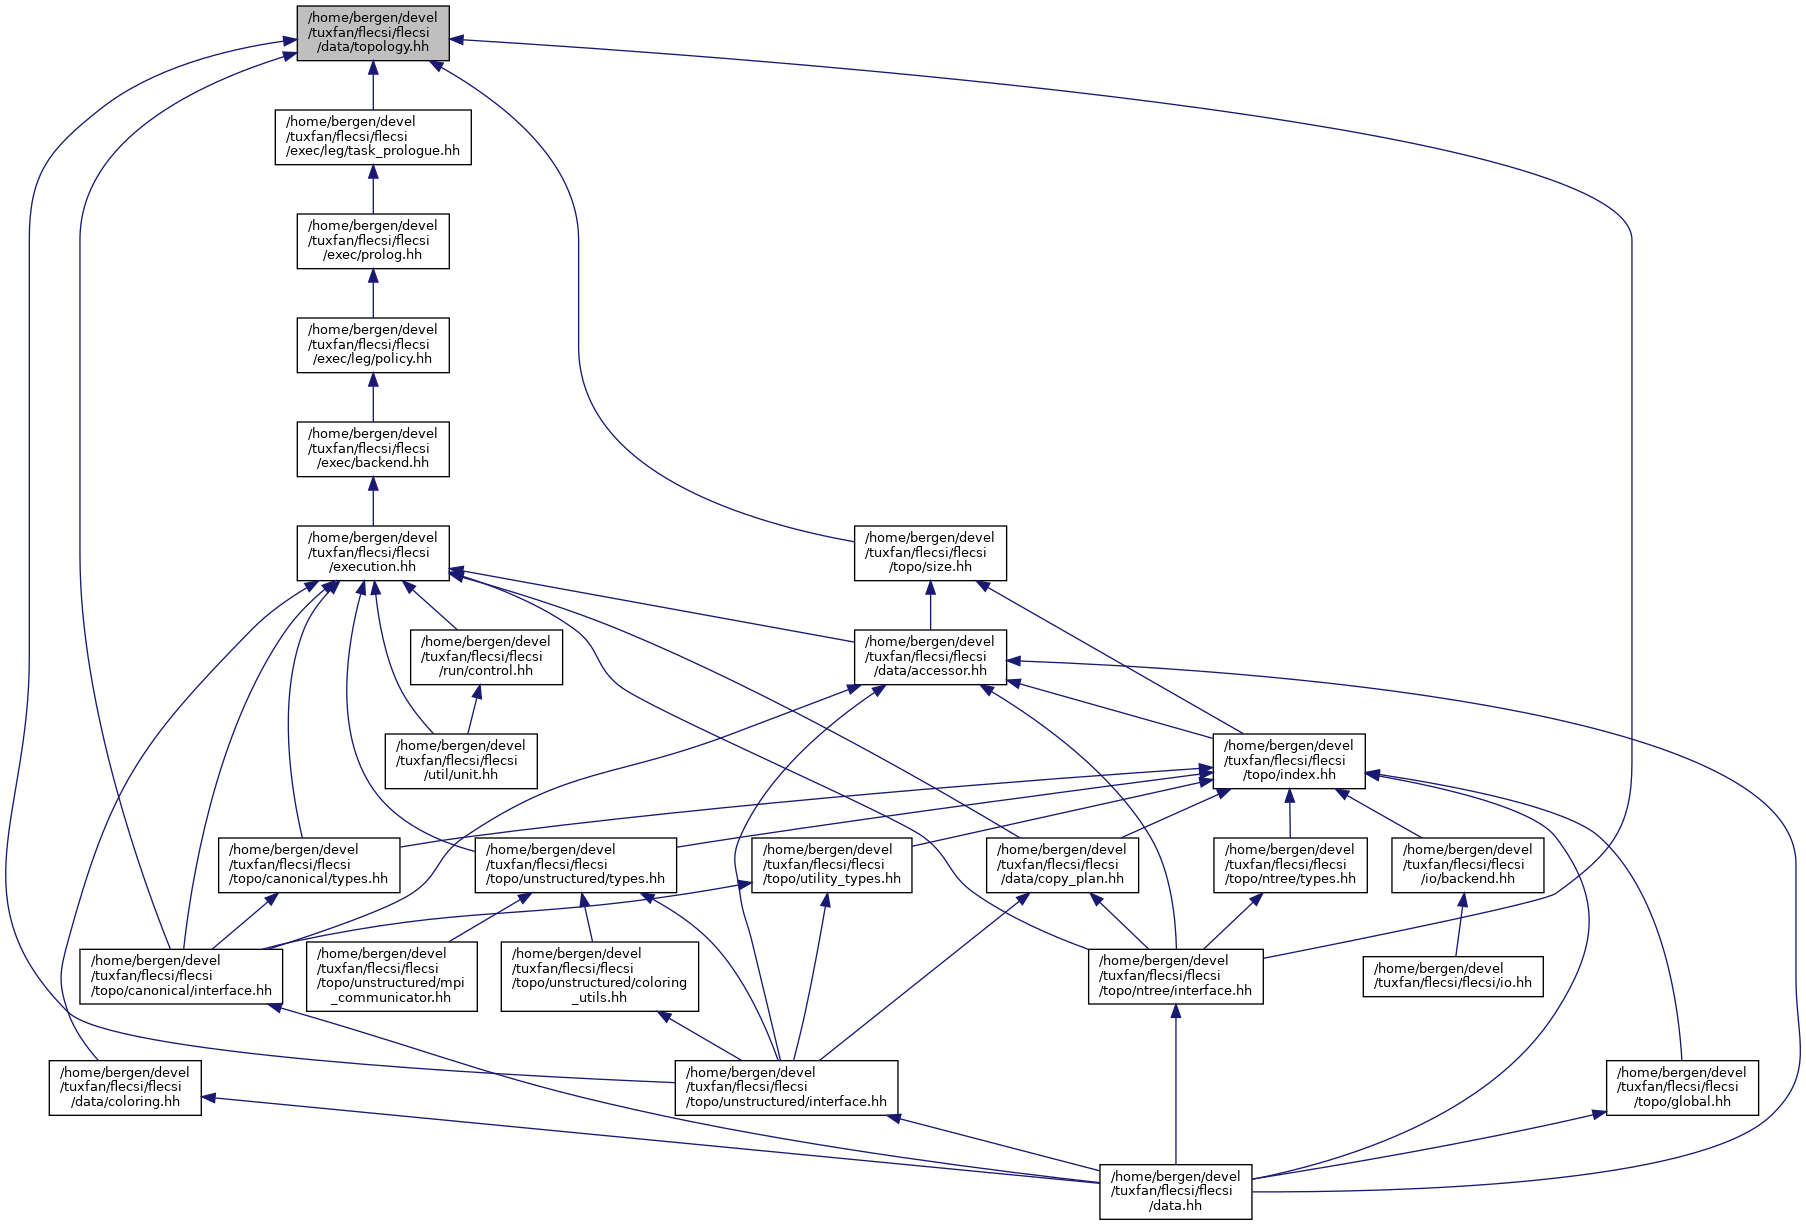 /home/bergen/devel
/tuxfan/flecsi/flecsi
/data/topology.hh
/home/bergen/devel
/tuxfan/flecsi/flecsi
/exec/leg/task_prologue.hh
/home/bergen/devel
/tuxfan/flecsi/flecsi
/exec/prolog.hh
/home/bergen/devel
/tuxfan/flecsi/flecsi
/exec/leg/policy.hh
/home/bergen/devel
/tuxfan/flecsi/flecsi
/exec/backend.hh
/home/bergen/devel
/tuxfan/flecsi/flecsi
/execution.hh
/home/bergen/devel
/tuxfan/flecsi/flecsi
/topo/size.hh
/home/bergen/devel
/tuxfan/flecsi/flecsi
/run/control.hh
/home/bergen/devel
/tuxfan/flecsi/flecsi
/data/accessor.hh
/home/bergen/devel
/tuxfan/flecsi/flecsi
/util/unit.hh
/home/bergen/devel
/tuxfan/flecsi/flecsi
/topo/index.hh
/home/bergen/devel
/tuxfan/flecsi/flecsi
/topo/canonical/types.hh
/home/bergen/devel
/tuxfan/flecsi/flecsi
/topo/unstructured/types.hh
/home/bergen/devel
/tuxfan/flecsi/flecsi
/topo/utility_types.hh
/home/bergen/devel
/tuxfan/flecsi/flecsi
/data/copy_plan.hh
/home/bergen/devel
/tuxfan/flecsi/flecsi
/topo/ntree/types.hh
/home/bergen/devel
/tuxfan/flecsi/flecsi
/io/backend.hh
/home/bergen/devel
/tuxfan/flecsi/flecsi
/topo/canonical/interface.hh
/home/bergen/devel
/tuxfan/flecsi/flecsi
/topo/unstructured/mpi
_communicator.hh
/home/bergen/devel
/tuxfan/flecsi/flecsi
/topo/unstructured/coloring
_utils.hh
/home/bergen/devel
/tuxfan/flecsi/flecsi
/topo/ntree/interface.hh
/home/bergen/devel
/tuxfan/flecsi/flecsi/io.hh
/home/bergen/devel
/tuxfan/flecsi/flecsi
/data/coloring.hh
/home/bergen/devel
/tuxfan/flecsi/flecsi
/topo/unstructured/interface.hh
/home/bergen/devel
/tuxfan/flecsi/flecsi
/topo/global.hh
/home/bergen/devel
/tuxfan/flecsi/flecsi
/data.hh